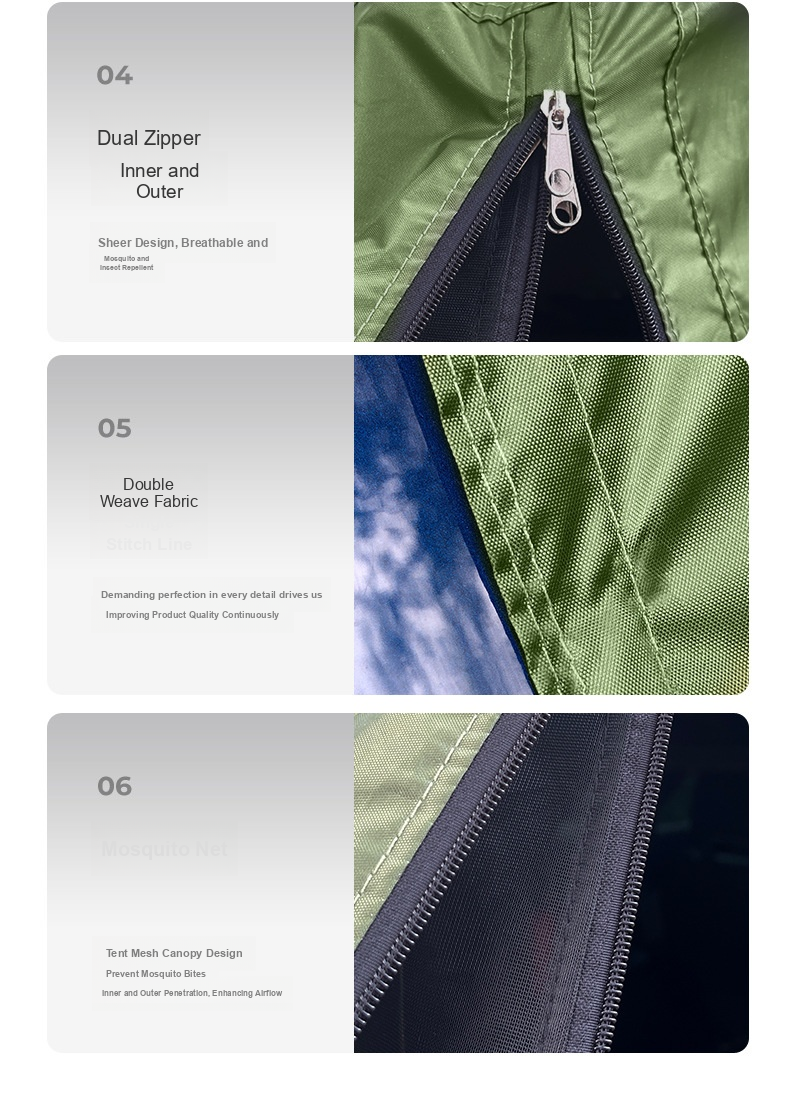 04
Dual Zipper
Inner and
Outer
Sheer Design, Breathable and
Mosquito and
Insect Repellent
05
Double
Weave Fabric
Stitch Line
Demanding perfection in every detail drives us
Improving Product Quality Continuously
06
Mosquito Net
Tent Mesh Canopy Design
Prevent Mosquito Bites
Inner and Outer Penetration, Enhancing Airflow